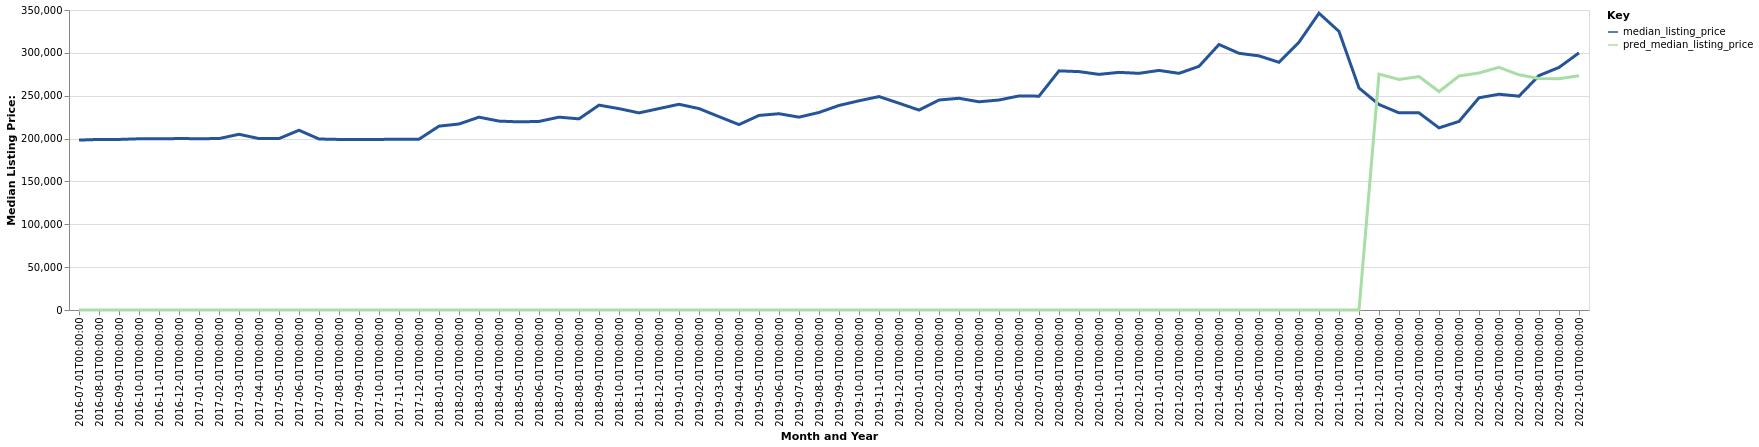 350,000
300,000
250,000
200,000
150,000
100,000
50,000
0
Median Listing Price:
2016-07-01T00:00:00
2016-08-01T00:00:00
2016-09-01T00:00:00
2016-10-01T00:00:00
2016-11-01T00:00:00
2016-12-01T00:00:00
2017-01-01T00:00:00
2017-02-01T00:00:00
2017-03-01T00:00:00
2017-04-01T00:00:00
2017-05-01T00:00:00
2017-06-01T00:00:00
2017-07-01T00:00:00
2017-08-01T00:00:00
2017-09-01T00:00:00
2017-10-01T00:00:00
2017-11-01T00:00:00
2017-12-01T00:00:00
2018-01-01T00:00:00
2018-02-01T00:00:00
2018-03-01T00:00:00
2018-04-01T00:00:00
2018-05-01T00:00:00
2018-06-01T00:00:00
2018-07-01T00:00:00
2018-08-01T00:00:00
2018-09-01T00:00:00
2018-10-01T00:00:00
2018-11-01T00:00:00
2018-12-01T00:00:00
2019-01-01T00:00:00
2019-02-01T00:00:00
2019-03-01T00:00:00
2019-04-01T00:00:00
2019-05-01T00:00:00
2019-06-01T00:00:00
2019-07-01T00:00:00
2019-08-01T00:00:00
2019-09-01T00:00:00
2019-10-01T00:00:00
2019-11-01T00:00:00
2019-12-01T00:00:00
2020-01-01T00:00:00
2020-02-01T00:00:00
2020-03-01T00:00:00
2020-04-01T00:00:00
2020-05-01T00:00:00
2020-06-01T00:00:00
2020-07-01T00:00:00
2020-08-01T00:00:00
2020-09-01T00:00:00
2020-10-01T00:00:00
2020-11-01T00:00:00
2020-12-01T00:00:00
2021-01-01T00:00:00
2021-02-01T00:00:00
2021-03-01T00:00:00
2021-04-01T00:00:00
2021-05-01T00:00:00
2021-06-01T00:00:00
2021-07-01T00:00:00
2021-08-01T00:00:00
2021-09-01T00:00:00
2021-10-01T00:00:00
2021-11-01T00:00:00
2021-12-01T00:00:00
2022-01-01T00:00:00
2022-02-01T00:00:00
2022-03-01T00:00:00
2022-04-01T00:00:00
2022-05-01T00:00:00
2022-06-01T00:00:00
2022-07-01T00:00:00
2022-08-01T00:00:00
2022-09-01T00:00:00
2022-10-01T00:00:00
Month and Year
Key
median_listing_price
pred_median_listing_price